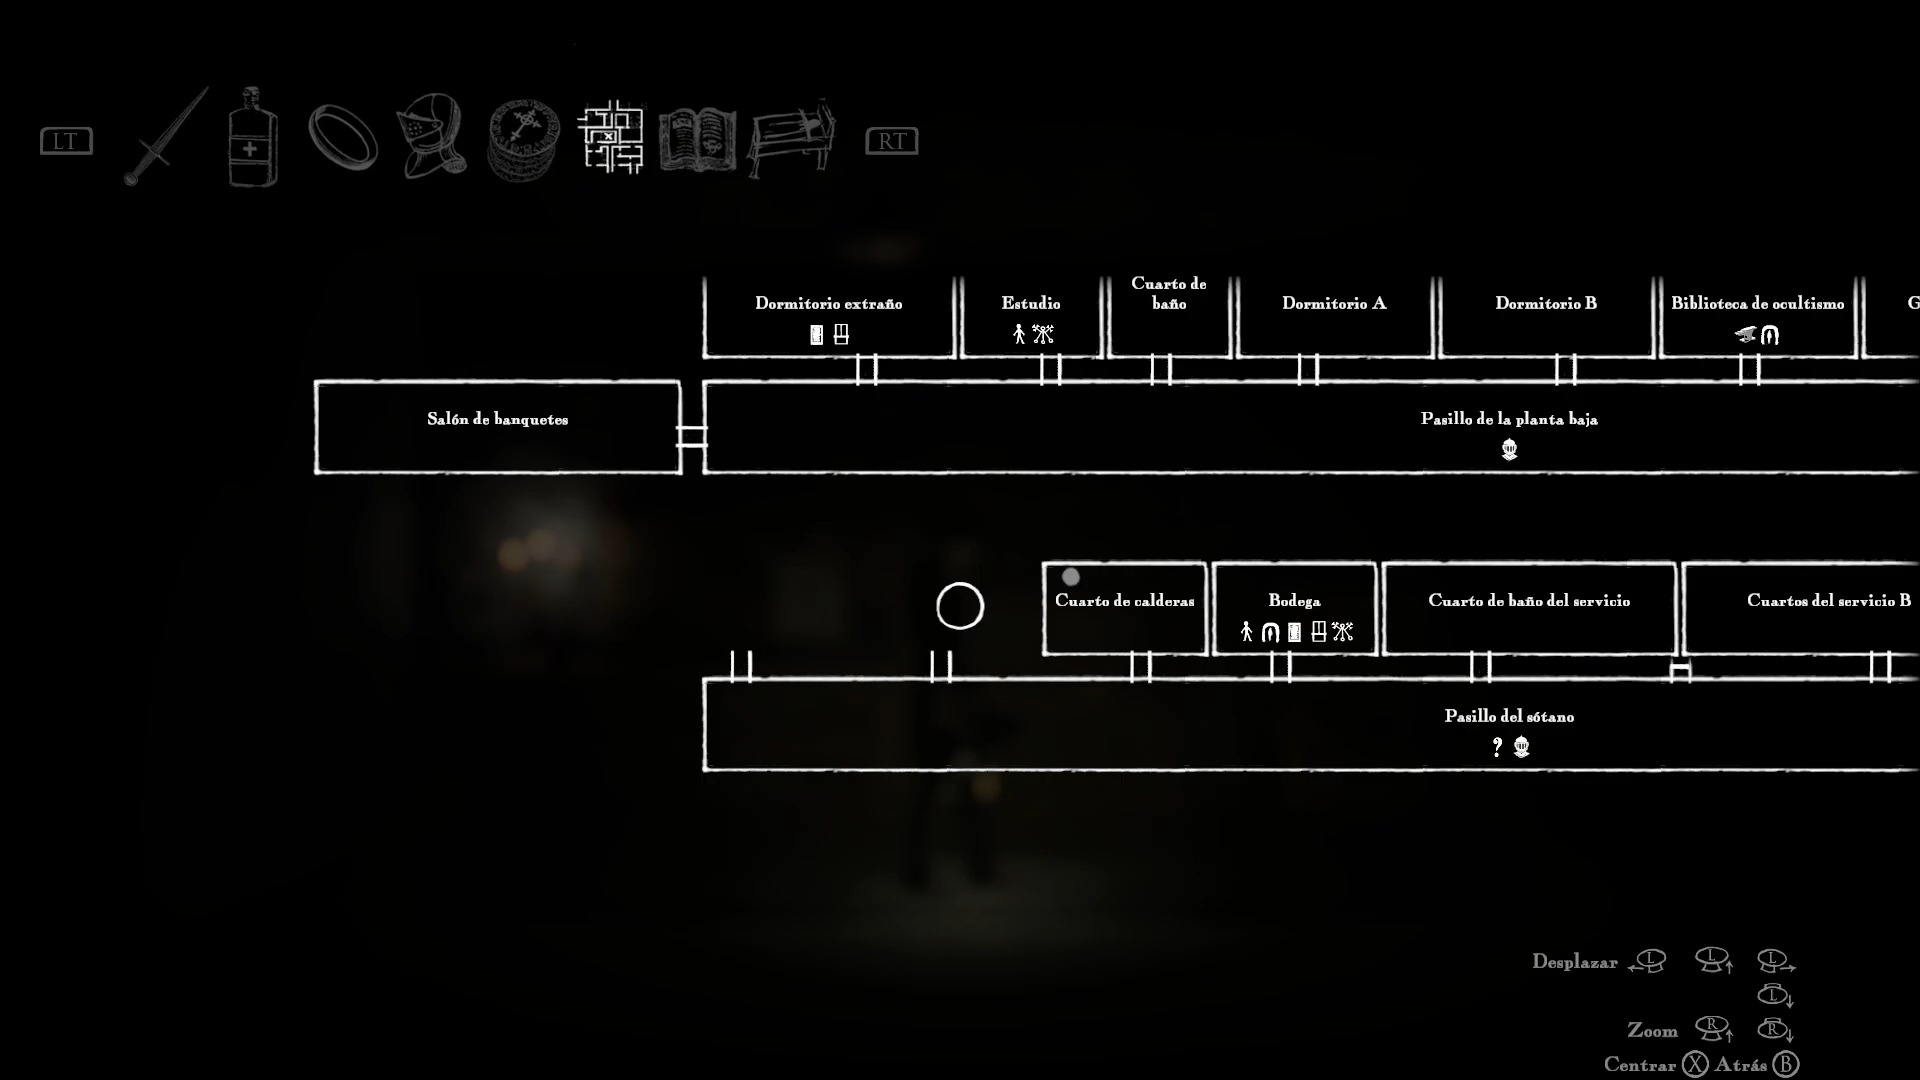 LT
RT
Cuarto de
baño
Dormitorio extraño
Estudio
Dormitorio A
Dormitorio B
Biblioteca de ocultismo
G
Salón de banquetes
Pasillo de la planta baja
Cuarto de calderas
Bodega
Cuarto de baño del servicio
Cuartos del servicio B
Pasillo del sótano
?
Desplazar L L L
L
Zoom R R
Centrar X Atrás B